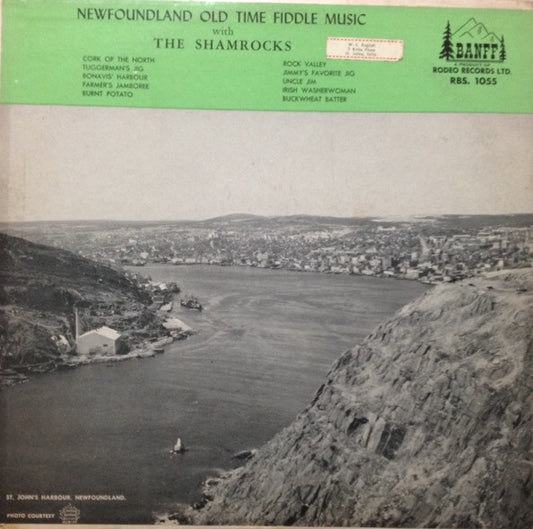 NEWFOUNDLAND OLD TIME FIDDLE MUSIC
with
THE SHAMROCKS
CORK OF THE NORTH
TUGGERMAN'S JIG
BONAVIS' HARBOUR
FARMER'S JAMBOREE
BURNT POTATO
ROCK VALLEY
JIMMY'S FAVORITE JIG
UNCLE JIM
IRISH WASHERWOMAN
BUCKWHEAT BATTER
BANFF
A PRODUCT OF
RODEO RECORDS LTD.
RBS. 1055
ST. JOHN'S HARBOUR, NEWFOUNDLAND.
PHOTO COURTESY